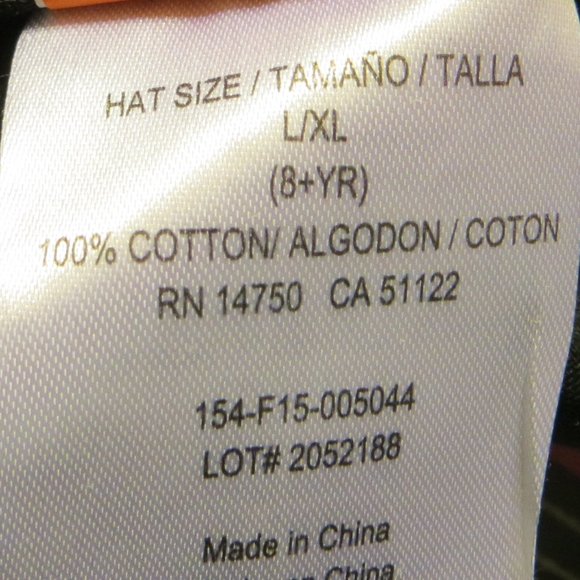 HAT SIZE / TAMAÑO / TALLA
L/XL
(8+YR)
100% COTTON/ ALGODON / COTON
RN 14750 CA 51122
154-F15-005044
LOT# 2052188
Made in China
China